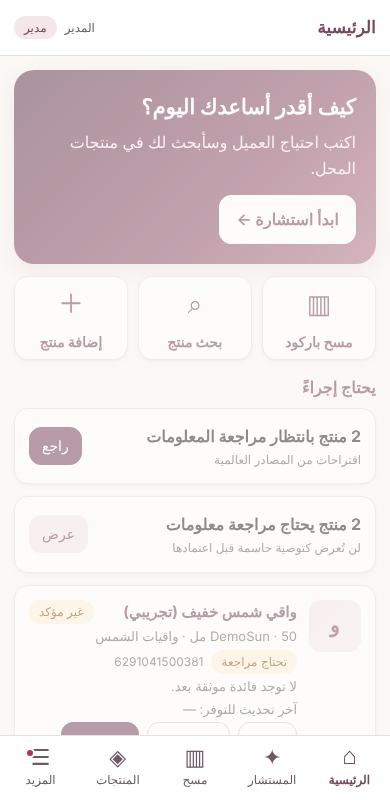 الرئيسية
المدير
مدير
كيف أقدر أساعدك اليوم؟
اكتب احتياج العميل وسأبحث لك في منتجات
المحل.
ابدأ استشارة ←
مسح باركود
بحث منتج
إضافة منتج
يحتاج إجراءً
2 منتج بانتظار مراجعة المعلومات
اقتراحات من المصادر العالمية
راجع
2 منتج يحتاج مراجعة معلومات
لن تُعرض كتوصية حاسمة قبل اعتمادها
عرض
و
واقي شمس خفيف (تجريبي)
غير مؤكد
DemoSun · 50 مل · واقيات الشمس
تحتاج مراجعة
6291041500381
لا توجد فائدة موثقة بعد.
آخر تحديث للتوفر: —
الرئيسية
المستشار
مسح
المنتجات
المزيد